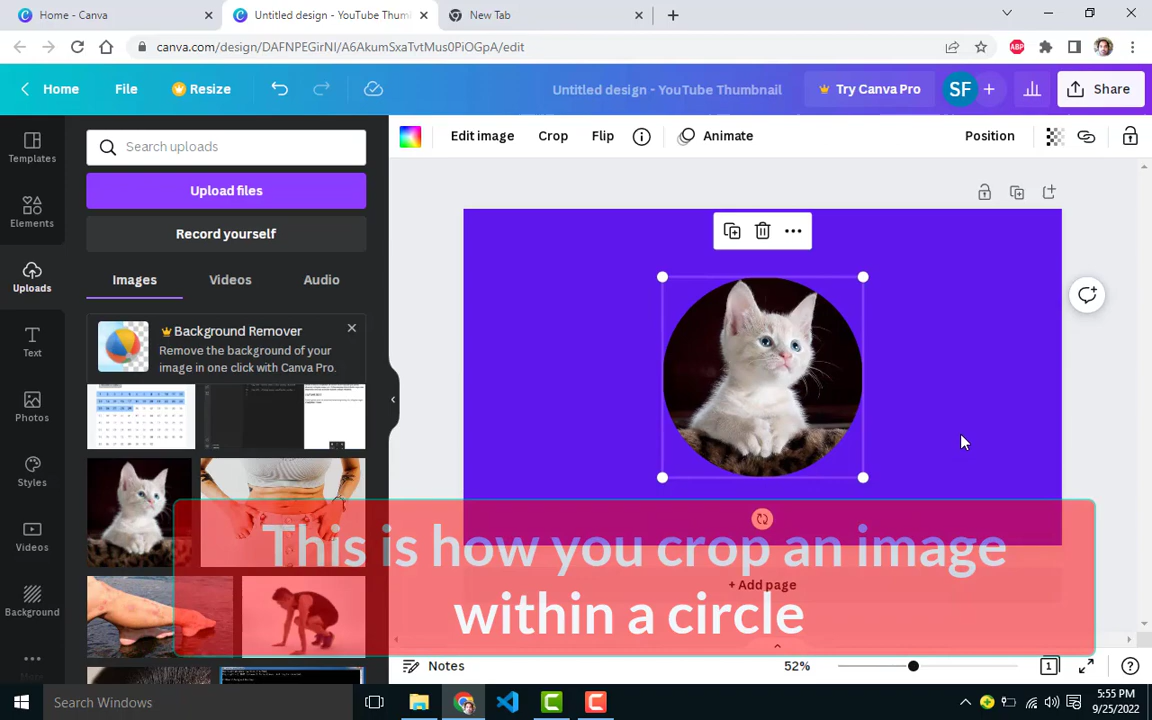 Home - Canva
Untitled design - YouTube Thumb
New Tab
canva.com/design/DAFNPEGirNI/A6AkumSxaTvtMus0PiOGpA/edit
ABP
Home
File
Resize
Untitled design - YouTube Thumbnail
Try Canva Pro
SF
Share
Templates
Elements
Uploads
Text
Photos
Styles
Videos
Background
Search uploads
Upload files
Record yourself
Images
Videos
Audio
Background Remover
Remove the background of your
image in one click with Canva Pro.
Edit image
Crop
Flip
Animate
Position
This is how you crop an image
within a circle
+ Add page
Notes
52%
1
Search Windows
5:55 PM
9/25/2022